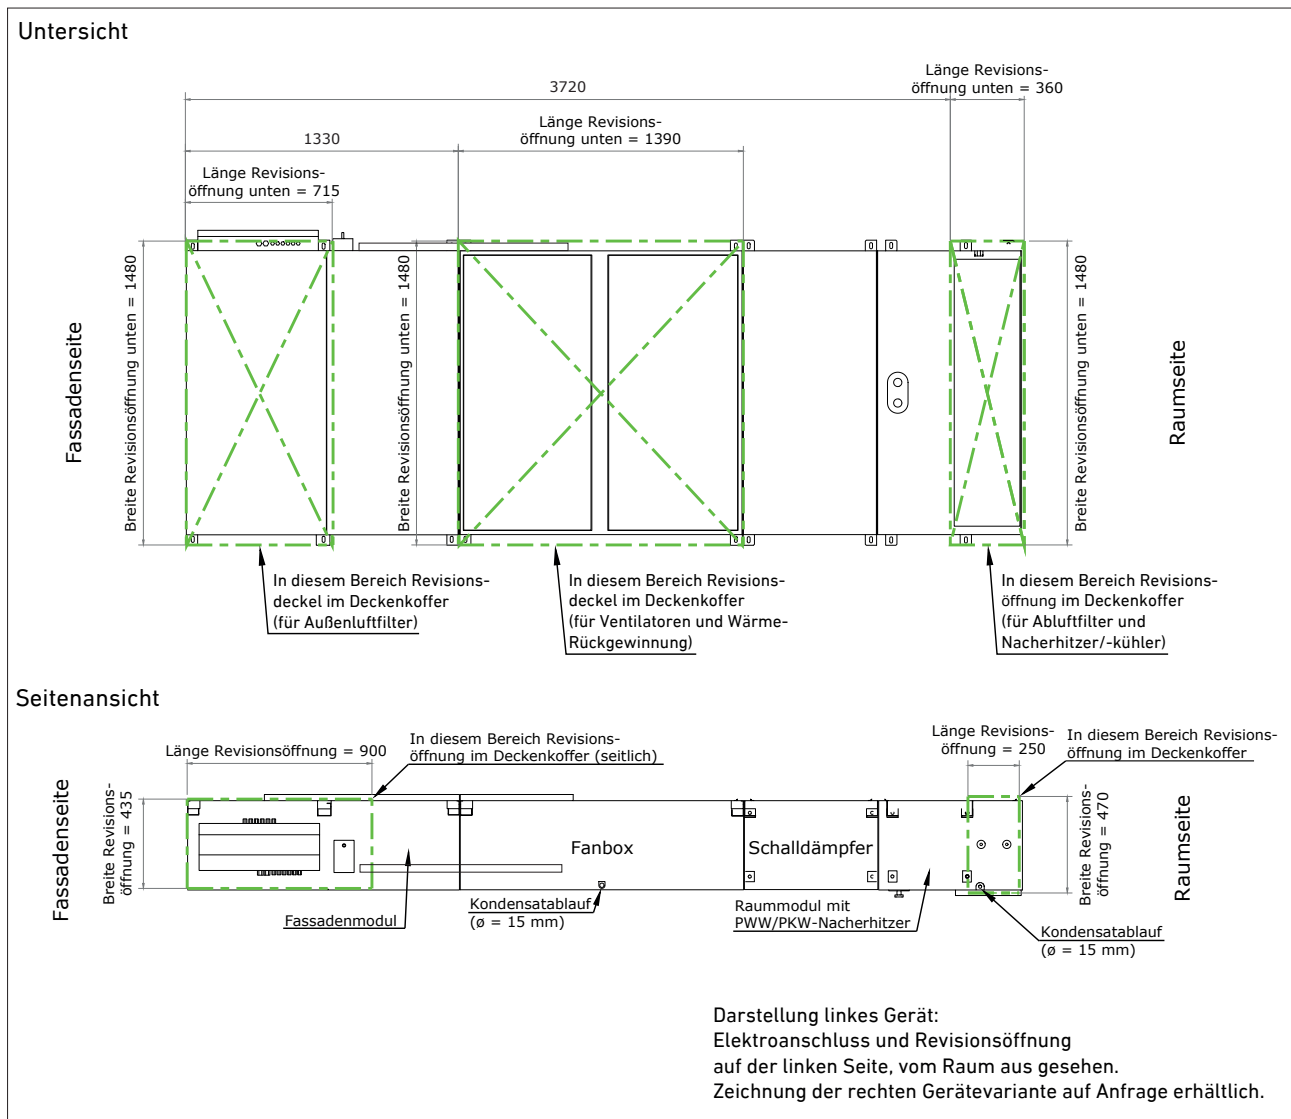 Untersicht
Länge Revisions-
öffnung unten = 360
3720
Länge Revisions-
öffnung unten = 1390
1330
Länge Revisions-
öffnung unten = 715
Fassadenseite
Breite Revisionsöffnung unten = 1480
Breite Revisionsöffnung unten = 1480
Breite Revisionsöffnung unten = 1480
Raumseite
In diesem Bereich Revisions-
deckel im Deckenkoffer
(für Außenluftfilter)
In diesem Bereich Revisions-
deckel im Deckenkoffer
(für Ventilatoren und Wärme-
Rückgewinnung)
In diesem Bereich Revisions-
öffnung im Deckenkoffer
(für Abluftfilter und
Nacherhitzer/-kühler)
Seitenansicht
Länge Revisionsöffnung = 900
In diesem Bereich Revisions-
öffnung im Deckenkoffer (seitlich)
Länge Revisions-
öffnung = 250
In diesem Bereich Revisions-
öffnung im Deckenkoffer
Fassadenseite
Breite Revisions-
öffnung = 435
Fanbox
Schalldämpfer
Breite Revisions-
öffnung = 470
Raumseite
Fassadenmodul
Kondensatablauf
(ø = 15 mm)
Raummodul mit
PWW/PKW-Nacherhitzer
Kondensatablauf
(ø = 15 mm)
Darstellung linkes Gerät:
Elektroanschluss und Revisionsöffnung
auf der linken Seite, vom Raum aus gesehen.
Zeichnung der rechten Gerätevariante auf Anfrage erhältlich.